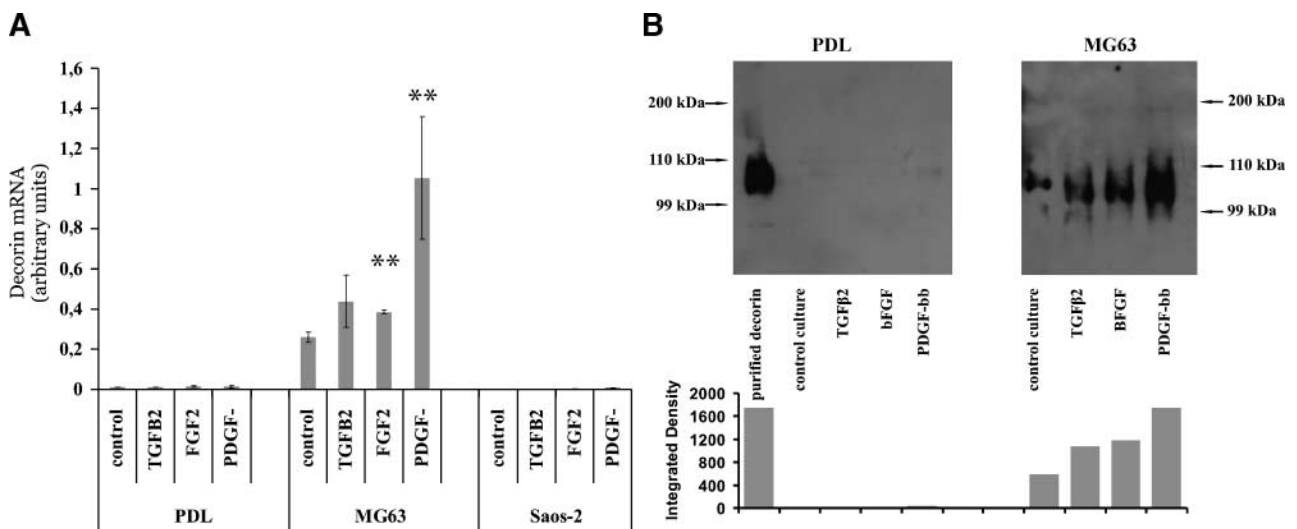 A
Decorin mRNA
(arbitrary units)
1,6
1,4
1,2
1
0,8
0,6
0,4
0,2
0
**
**
control
TGFB2
FGF2
PDGF-
control
TGFB2
FGF2
PDGF-
control
TGFB2
FGF2
PDGF-
PDL
MG63
Saos-2
B
PDL
MG63
200 kDa
110 kDa
99 kDa
200 kDa
110 kDa
99 kDa
purified decorin
control culture
TGFβ2
bFGF
PDGF-bb
control culture
TGFβ2
BFGF
PDGF-bb
Integrated Density
2000
1600
1200
800
400
0